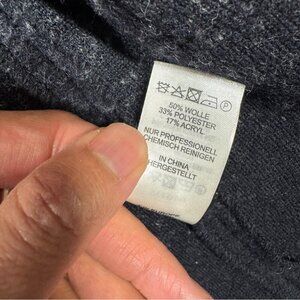 50% WOLLE
33% POLYESTER
17% ACRYL
NUR PROFESSIONELL
CHEMISCH REINIGEN
IN CHINA
HERGESTELLT